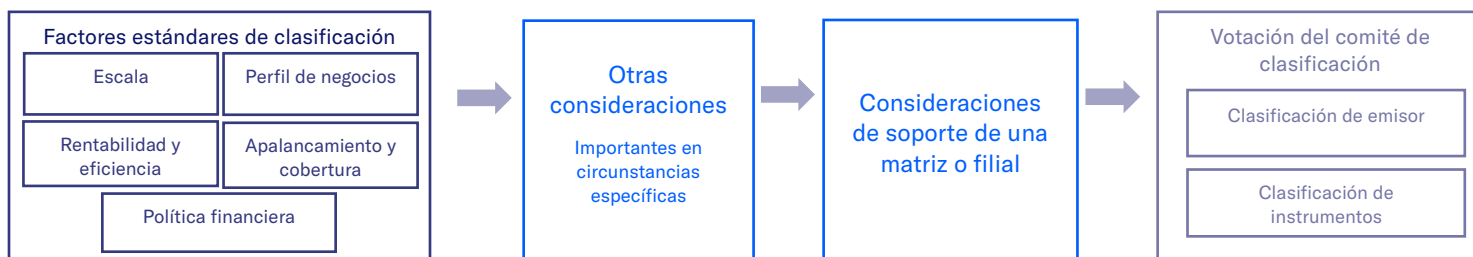 Factores estándares de clasificación
Escala
Perfil de negocios
Rentabilidad y
eficiencia
Apalancamiento y
cobertura
Política financiera
Otras
consideraciones
Importantes en
circunstancias
específicas
Consideraciones
de soporte de una
matriz o filial
Votación del comité de
clasificación
Clasificación de emisor
Clasificación de
instrumentos